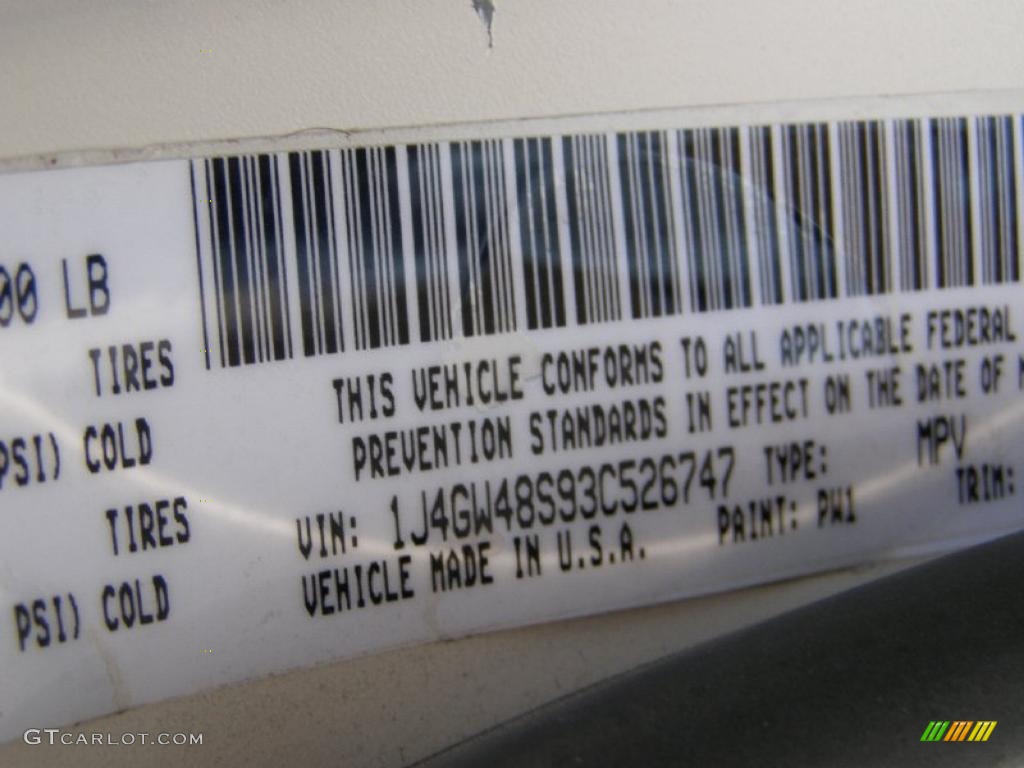 00 LB
TIRES
PSI) COLD
TIRES
PSI) COLD
THIS VEHICLE CONFORMS TO ALL APPLICABLE FEDERAL
PREVENTION STANDARDS IN EFFECT ON THE DATE OF
VIN: 1J4GW48S93C526747 TYPE: MPV
VEHICLE MADE IN U.S.A. PAINT: PW1 TRIM:
GTCARLOT.COM